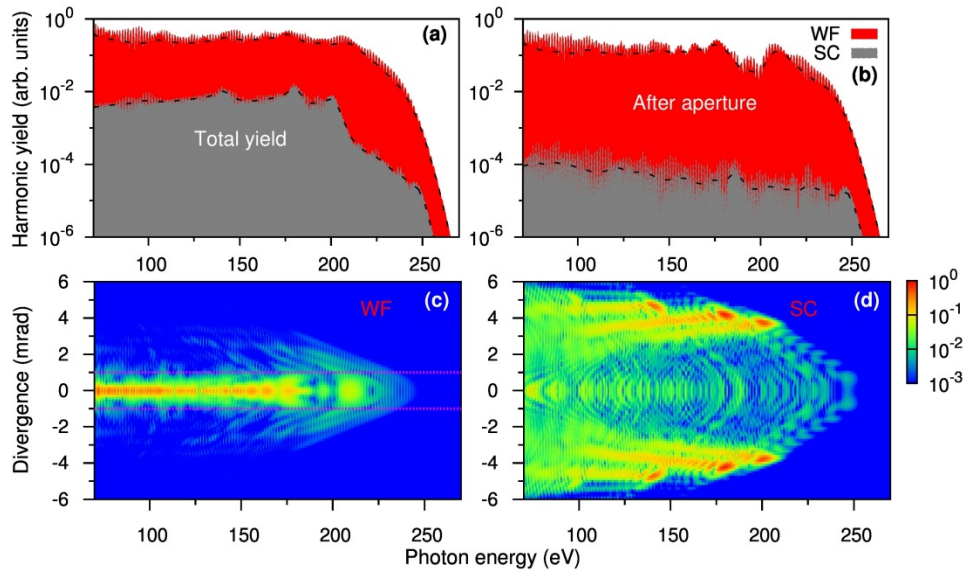 Harmonic yield (arb. units)
10^0
10^-2
10^-4
10^-6
(a)
Total yield
100 150 200 250
10^0
10^-2
10^-4
10^-6
WF
SC
(b)
After aperture
100 150 200 250
Divergence (mrad)
6
4
2
0
-2
-4
-6
(c)
WF
100 150 200 250
6
4
2
0
-2
-4
-6
(d)
SC
100 150 200 250
10^0
10^-1
10^-2
10^-3
Photon energy (eV)